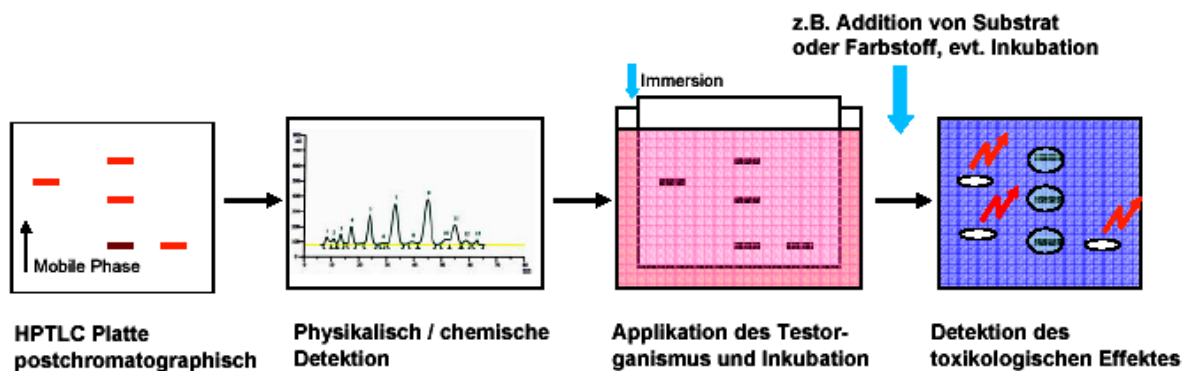 z.B. Addition von Substrat
oder Farbstoff, evt. Inkubation
Immersion
Mobile Phase
HPTLC Platte
postchromatographisch
Physikalisch / chemische
Detektion
Applikation des Testor-
ganismus und Inkubation
Detektion des
toxikologischen Effektes